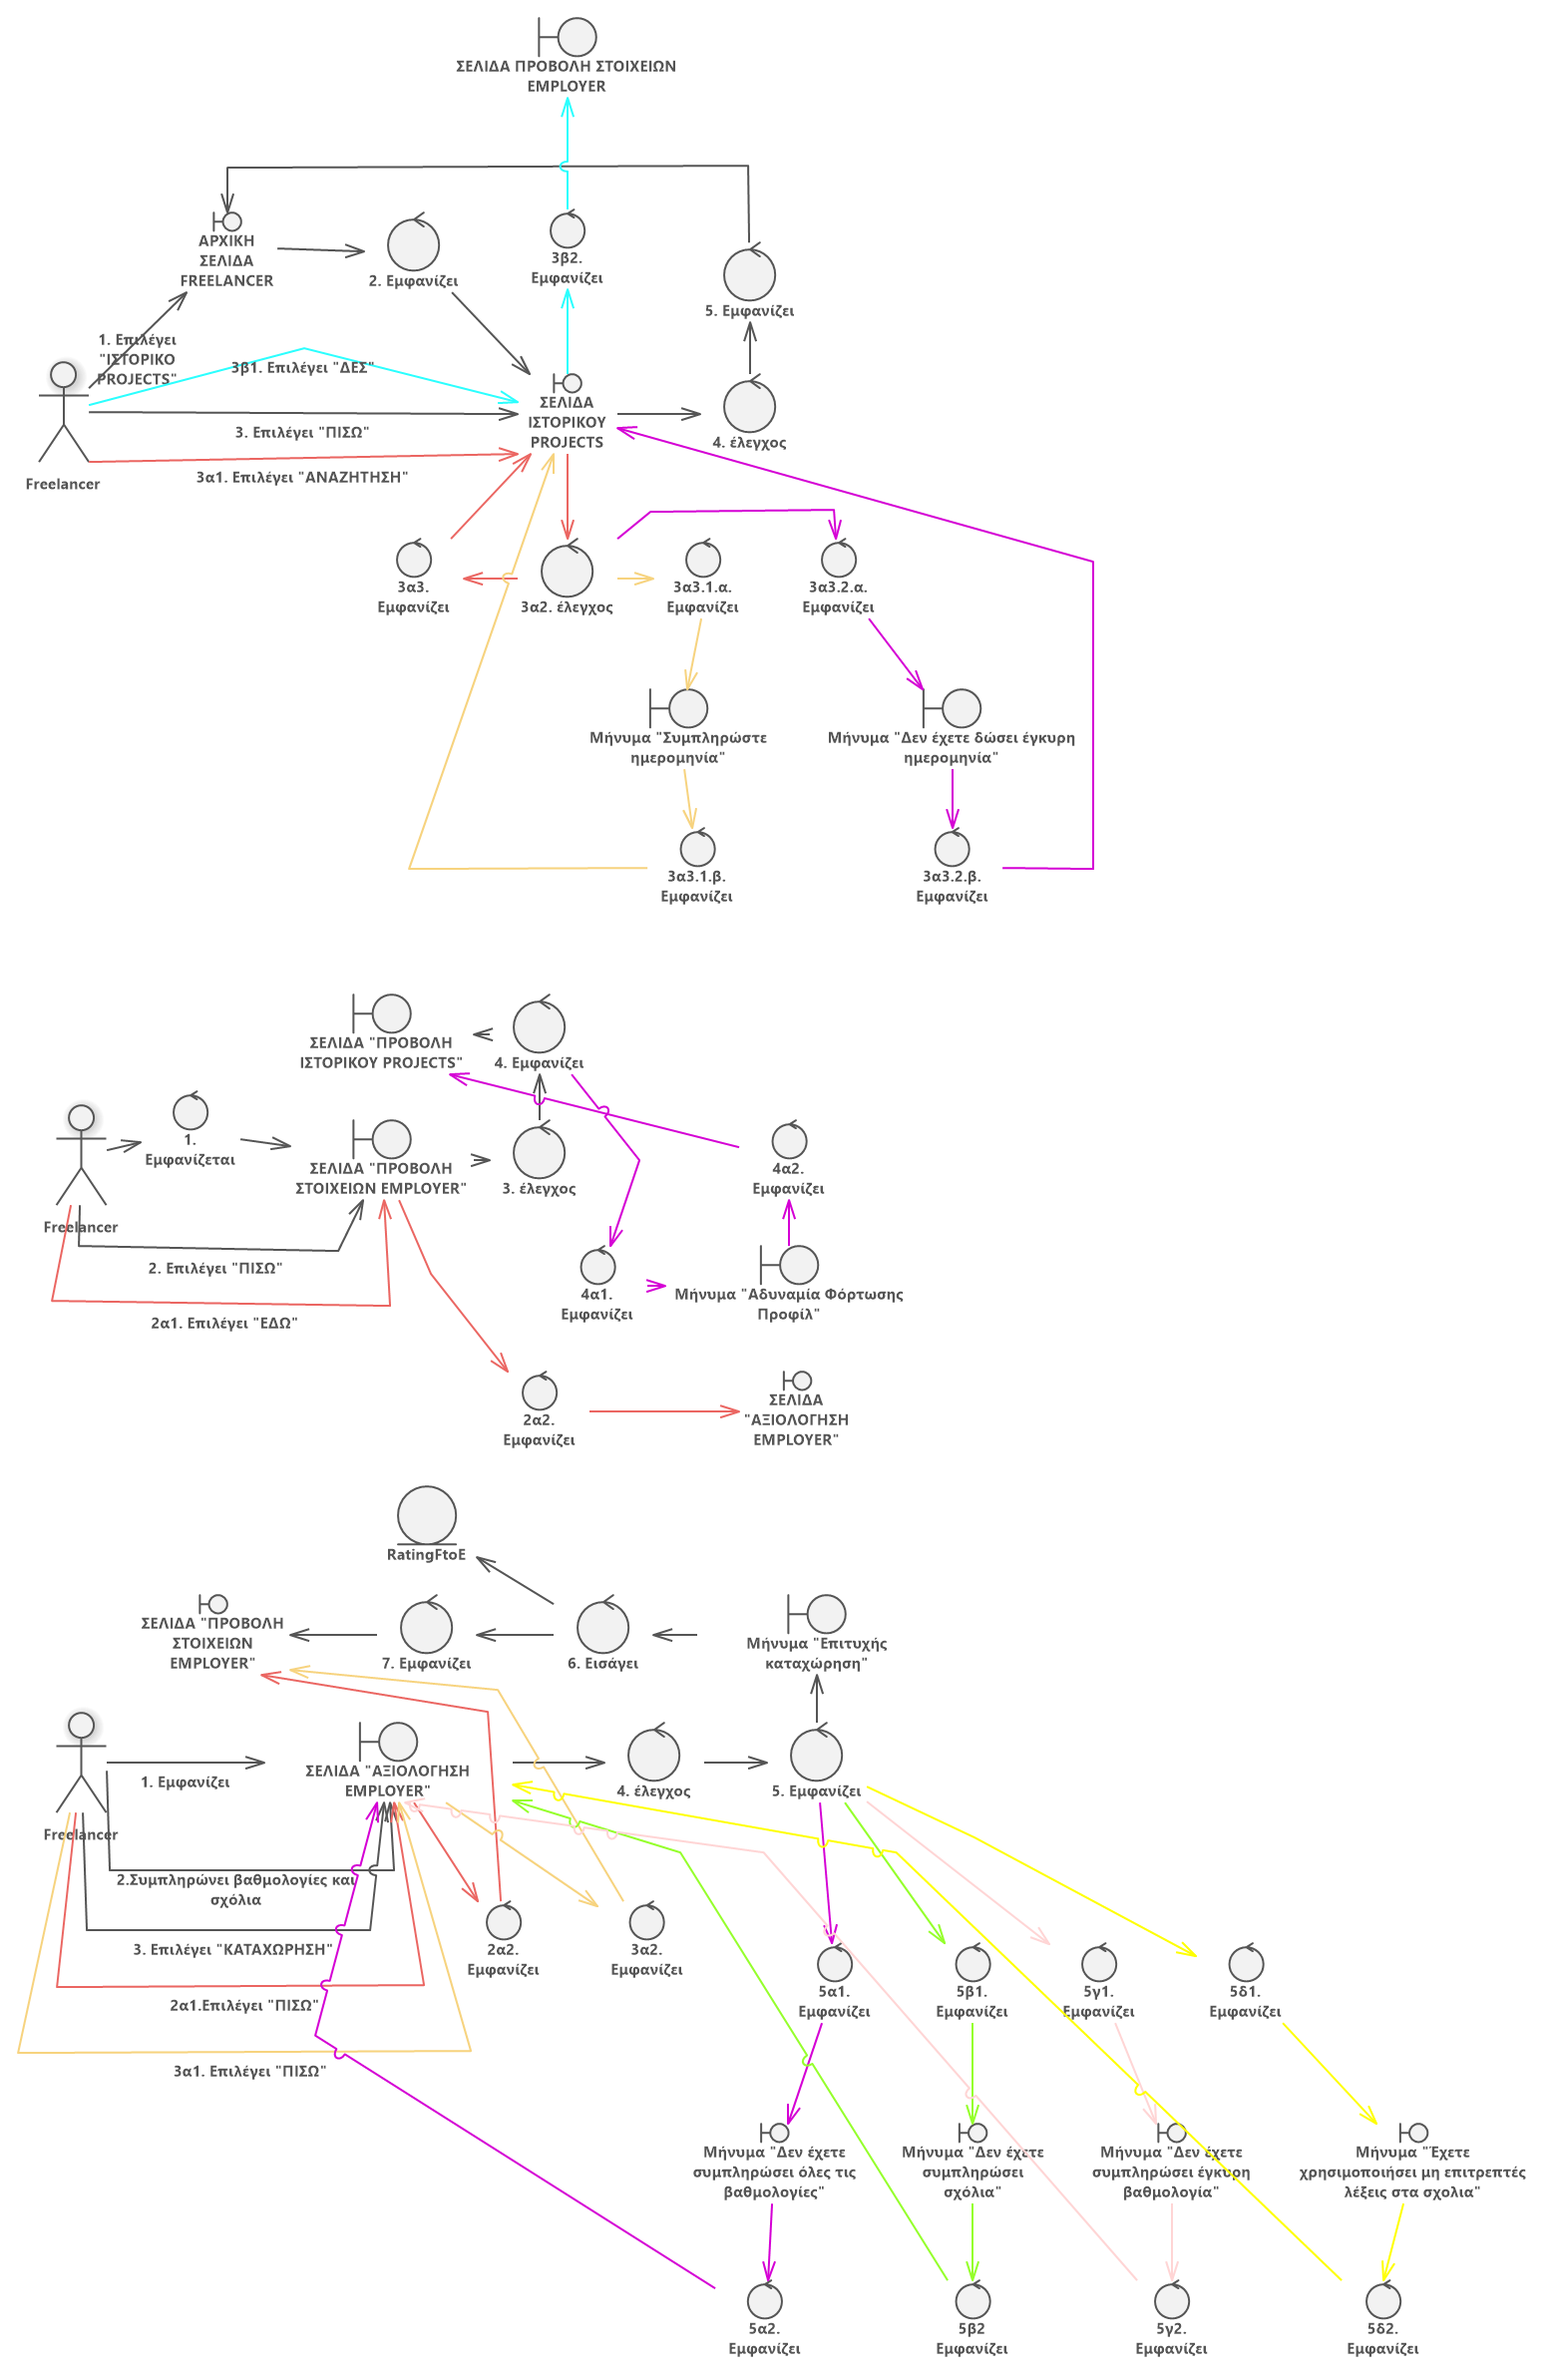 ΣΕΛΙΔΑ ΠΡΟΒΟΛΗ ΣΤΟΙΧΕΙΩΝ
EMPLOYER
ΑΡΧΙΚΗ
ΣΕΛΙΔΑ
FREELANCER
2. Εμφανίζει
3β2.
Εμφανίζει
5. Εμφανίζει
1. Επιλέγει
"ΙΣΤΟΡΙΚΟ
PROJECTS"
3β1. Επιλέγει "ΔΕΣ"
3. Επιλέγει "ΠΙΣΩ"
3α1. Επιλέγει "ΑΝΑΖΗΤΗΣΗ"
Freelancer
ΣΕΛΙΔΑ
ΙΣΤΟΡΙΚΟΥ
PROJECTS
4. έλεγχος
3α3.
Εμφανίζει
3α2. έλεγχος
3α3.1.α.
Εμφανίζει
3α3.2.α.
Εμφανίζει
Μήνυμα "Συμπληρώστε
ημερομηνία"
Μήνυμα "Δεν έχετε δώσει έγκυρη
ημερομηνία"
3α3.1.β.
Εμφανίζει
3α3.2.β.
Εμφανίζει
ΣΕΛΙΔΑ "ΠΡΟΒΟΛΗ
ΙΣΤΟΡΙΚΟΥ PROJECTS"
4. Εμφανίζει
1.
Εμφανίζεται
ΣΕΛΙΔΑ "ΠΡΟΒΟΛΗ
ΣΤΟΙΧΕΙΩΝ EMPLOYER"
3. έλεγχος
4α2.
Εμφανίζει
Freelancer
2. Επιλέγει "ΠΙΣΩ"
2α1. Επιλέγει "ΕΔΩ"
4α1.
Εμφανίζει
Μήνυμα "Αδυναμία Φόρτωσης
Προφίλ"
2α2.
Εμφανίζει
ΣΕΛΙΔΑ
"ΑΞΙΟΛΟΓΗΣΗ
EMPLOYER"
RatingFtoE
ΣΕΛΙΔΑ "ΠΡΟΒΟΛΗ
ΣΤΟΙΧΕΙΩΝ
EMPLOYER"
7. Εμφανίζει
6. Εισάγει
Μήνυμα "Επιτυχής
καταχώρηση"
1. Εμφανίζει
ΣΕΛΙΔΑ "ΑΞΙΟΛΟΓΗΣΗ
EMPLOYER"
4. έλεγχος
5. Εμφανίζει
Freelancer
2.Συμπληρώνει βαθμολογίες και
σχόλια
3. Επιλέγει "ΚΑΤΑΧΩΡΗΣΗ"
2α1.Επιλέγει "ΠΙΣΩ"
3α1. Επιλέγει "ΠΙΣΩ"
2α2.
Εμφανίζει
3α2.
Εμφανίζει
5α1.
Εμφανίζει
5β1.
Εμφανίζει
5γ1.
Εμφανίζει
5δ1.
Εμφανίζει
Μήνυμα "Δεν έχετε
συμπληρώσει όλες τις
βαθμολογίες"
Μήνυμα "Δεν έχετε
συμπληρώσει
σχόλια"
Μήνυμα "Δεν έχετε
συμπληρώσει έγκυρη
βαθμολογία"
Μήνυμα "Έχετε
χρησιμοποιήσει μη επιτρεπτές
λέξεις στα σχολια"
5α2.
Εμφανίζει
5β2
Εμφανίζει
5γ2.
Εμφανίζει
5δ2.
Εμφανίζει